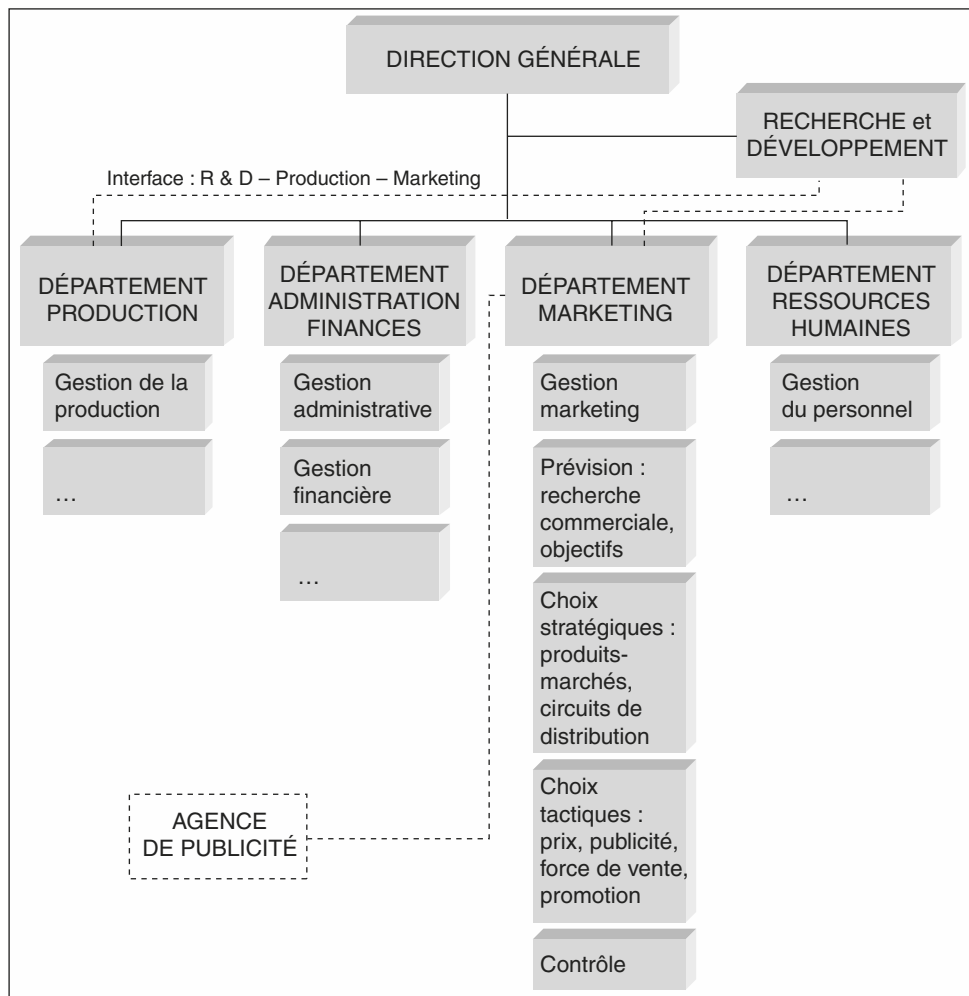 DIRECTION GÉNÉRALE
RECHERCHE et
DÉVELOPPEMENT
Interface : R & D – Production – Marketing
DÉPARTEMENT
PRODUCTION
Gestion de la
production
…
DÉPARTEMENT
ADMINISTRATION
FINANCES
Gestion
administrative
Gestion
financière
…
DÉPARTEMENT
MARKETING
Gestion
marketing
Prévision :
recherche
commerciale,
objectifs
Choix
stratégiques :
produits-
marchés,
circuits de
distribution
Choix
tactiques :
prix, publicité,
force de vente,
promotion
Contrôle
DÉPARTEMENT
RESSOURCES
HUMAINES
Gestion
du personnel
…
AGENCE
DE PUBLICITÉ